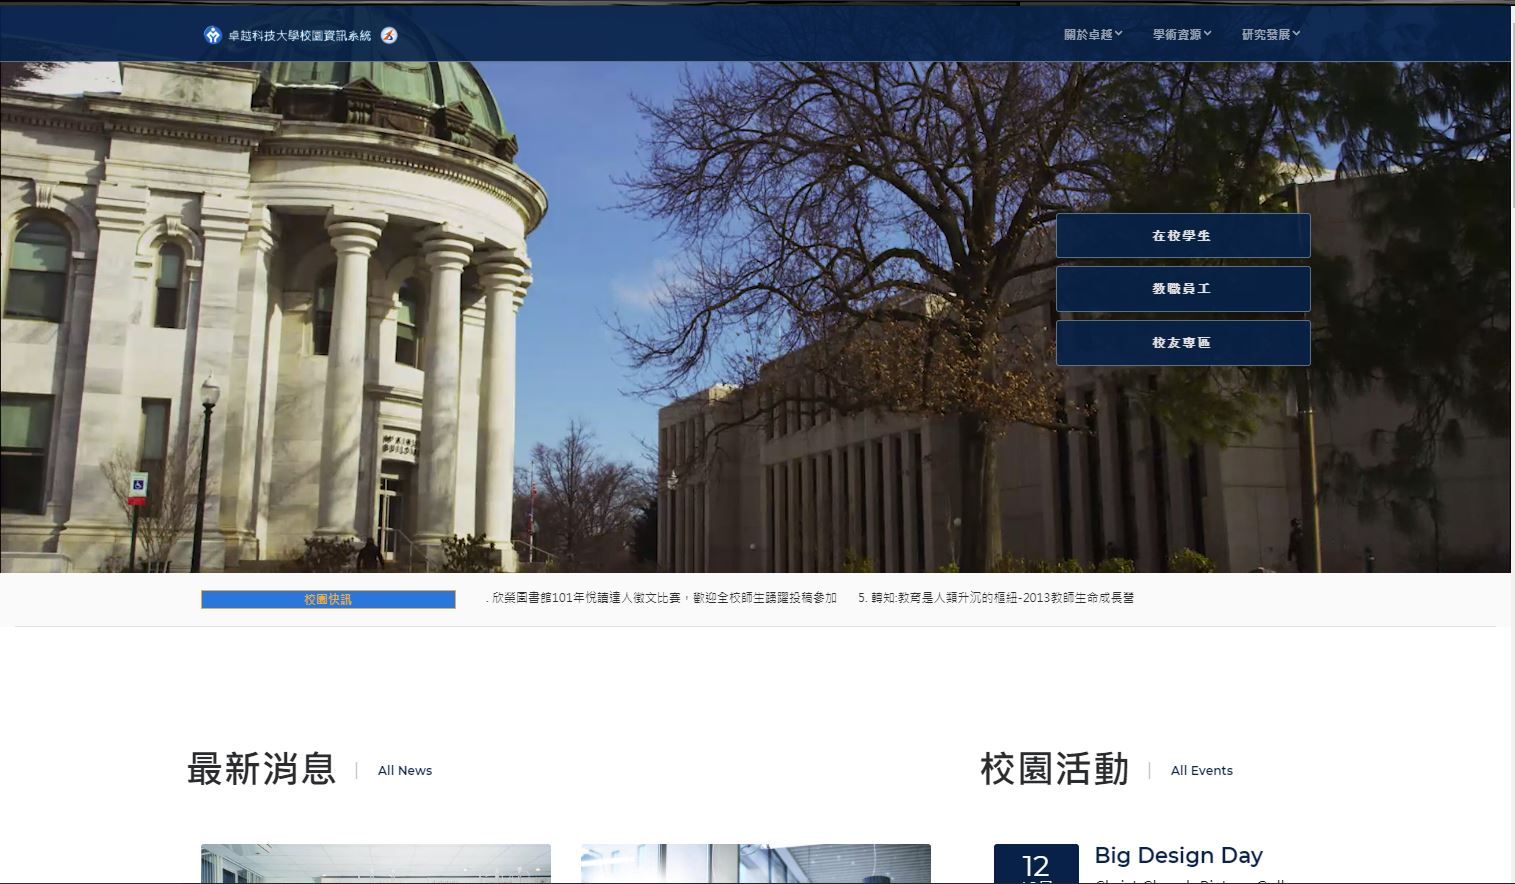 卓越科技大學校園資訊系統
關於卓越
學術資源
研究發展
在校學生
教職員工
校友專區
校園快訊
. 欣榮圖書館101年悅讀達人徵文比賽，歡迎全校師生踴躍投稿參加
5. 轉知:教育是人類升沉的樞紐-2013教師生命成長營
最新消息 | All News
校園活動 | All Events
12
Big Design Day